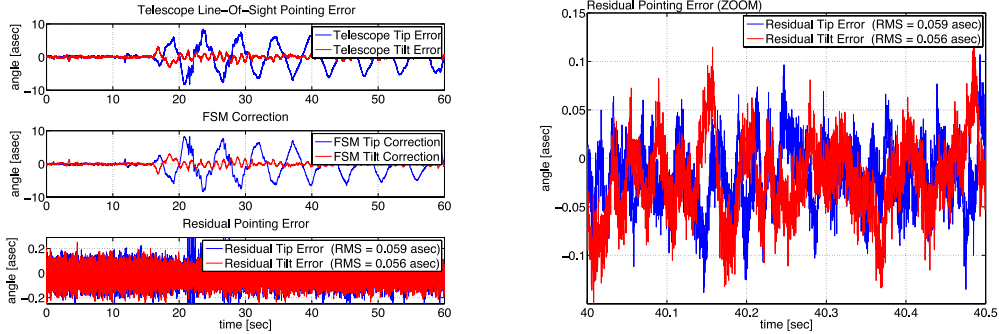 Telescope Line-Of-Sight Pointing Error
angle [asec]
10
0
-10
Telescope Tip Error
Telescope Tilt Error
0 10 20 30 40 50 60
FSM Correction
angle [asec]
10
0
-10
FSM Tip Correction
FSM Tilt Correction
0 10 20 30 40 50 60
Residual Pointing Error
angle [asec]
0.2
0
-0.2
Residual Tip Error (RMS = 0.059 asec)
Residual Tilt Error (RMS = 0.056 asec)
0 10 20 30 40 50 60
time [sec]
Residual Pointing Error (ZOOM)
angle [asec]
0.15
0.1
0.05
0
-0.05
-0.1
Residual Tip Error (RMS = 0.059 asec)
Residual Tilt Error (RMS = 0.056 asec)
40 40.1 40.2 40.3 40.4 40.5
time [sec]